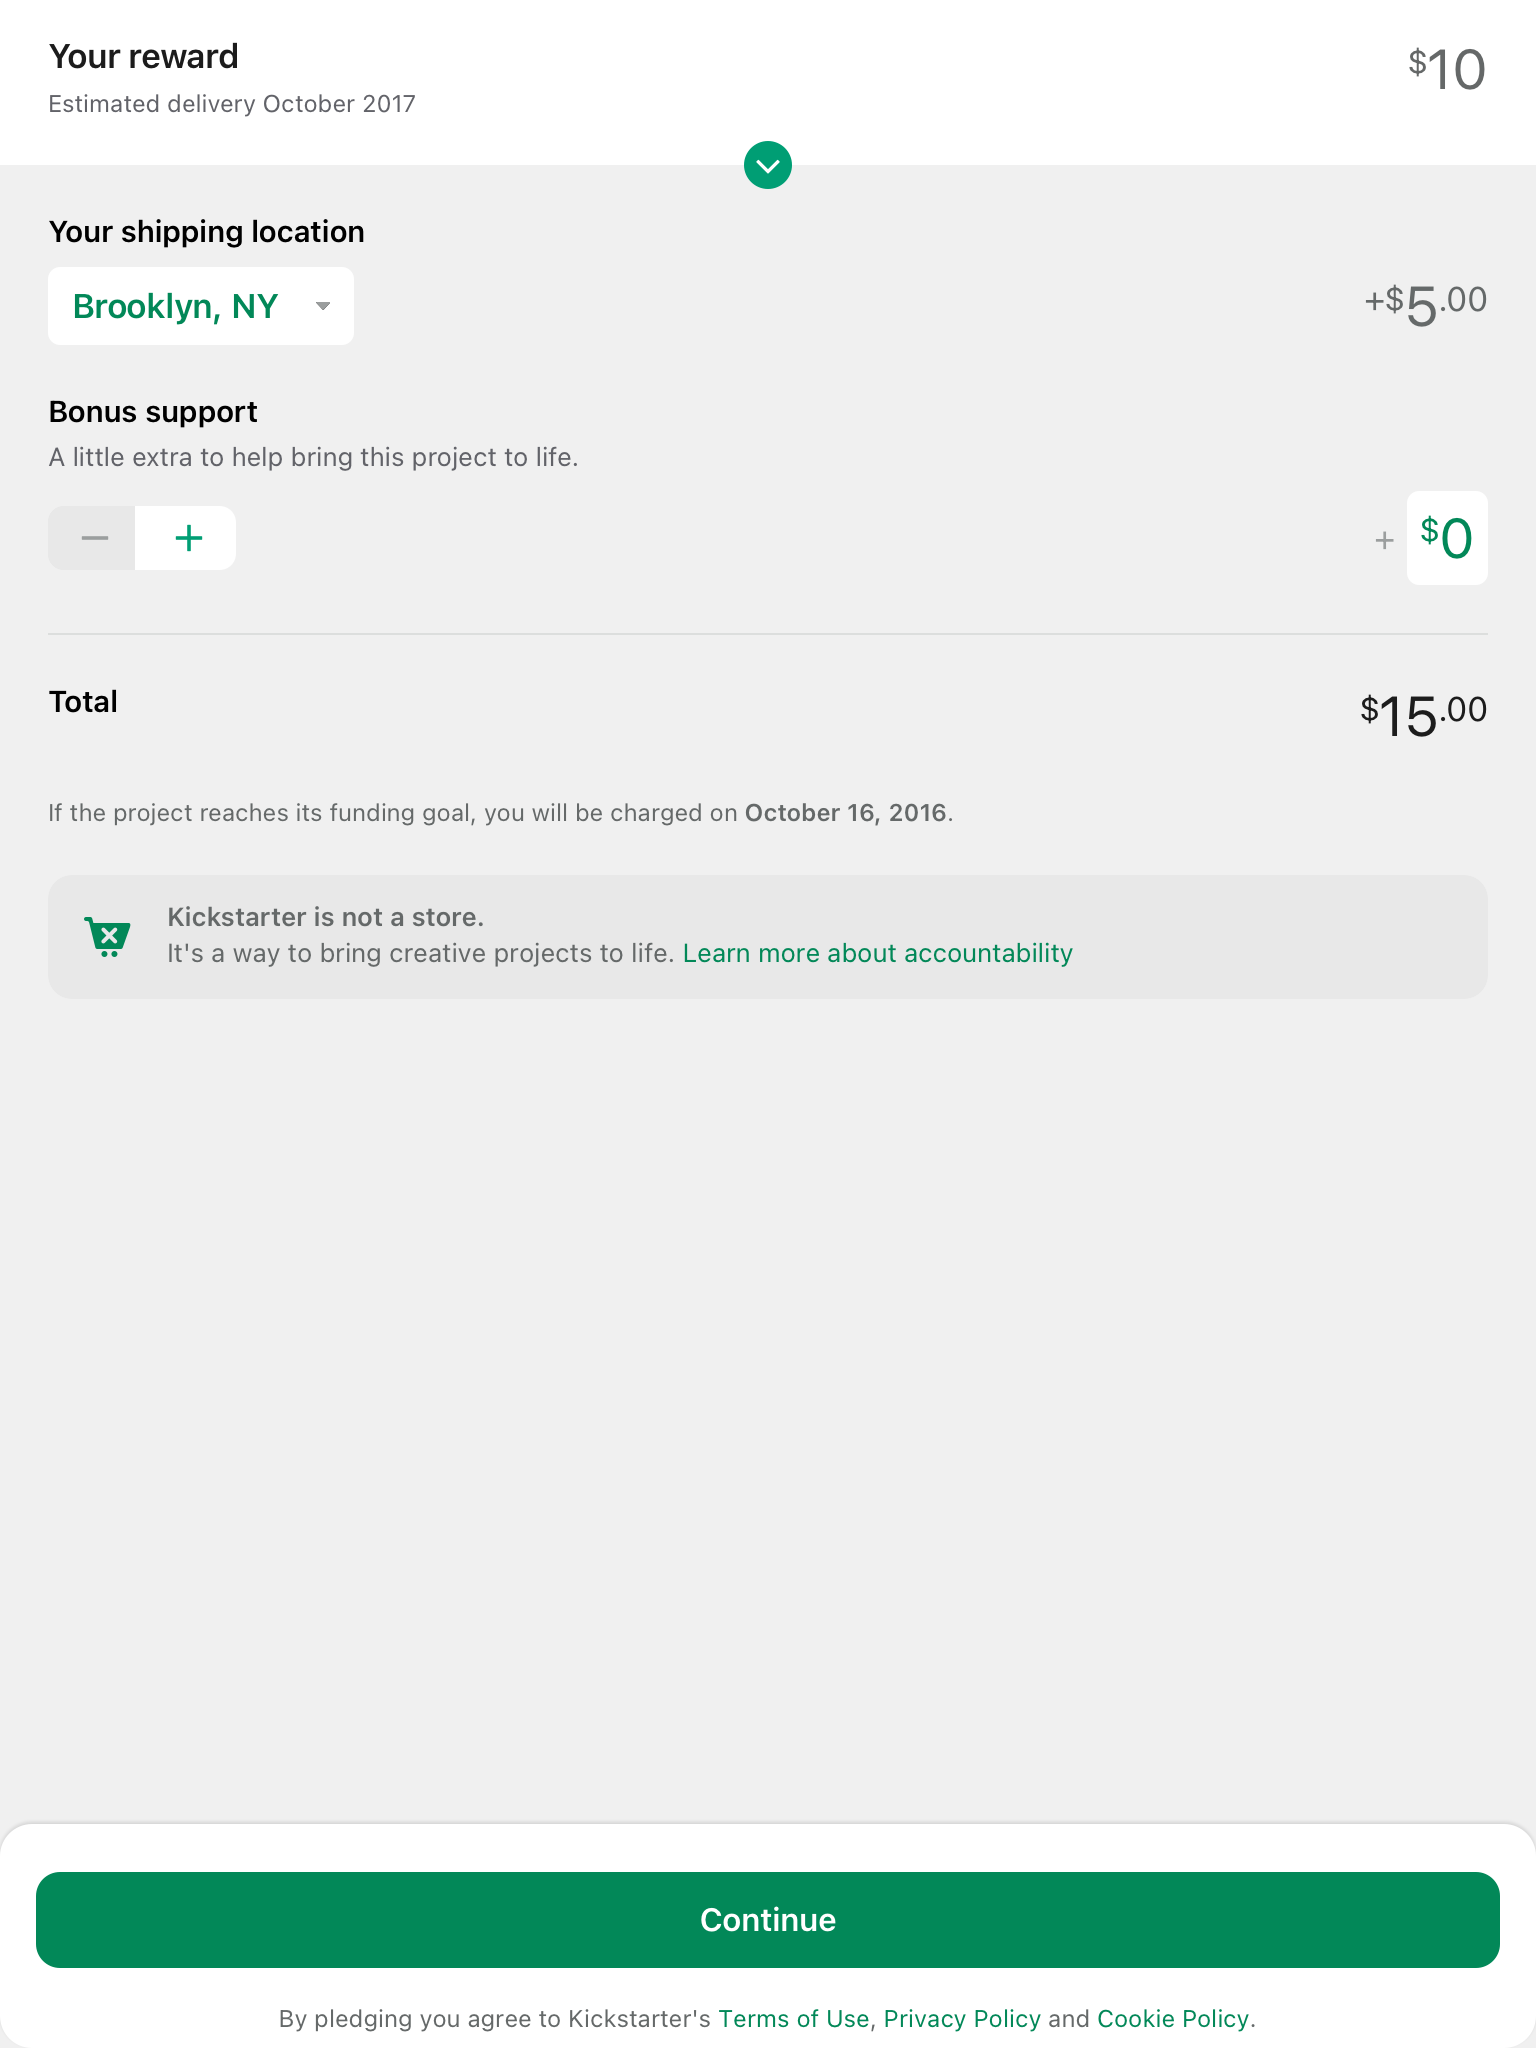 Your reward
$10
Estimated delivery October 2017
Your shipping location
Brooklyn, NY
+$5.00
Bonus support
A little extra to help bring this project to life.
− +
+ $0
Total
$15.00
If the project reaches its funding goal, you will be charged on October 16, 2016.
Kickstarter is not a store.
It's a way to bring creative projects to life. Learn more about accountability
Continue
By pledging you agree to Kickstarter's Terms of Use, Privacy Policy and Cookie Policy.